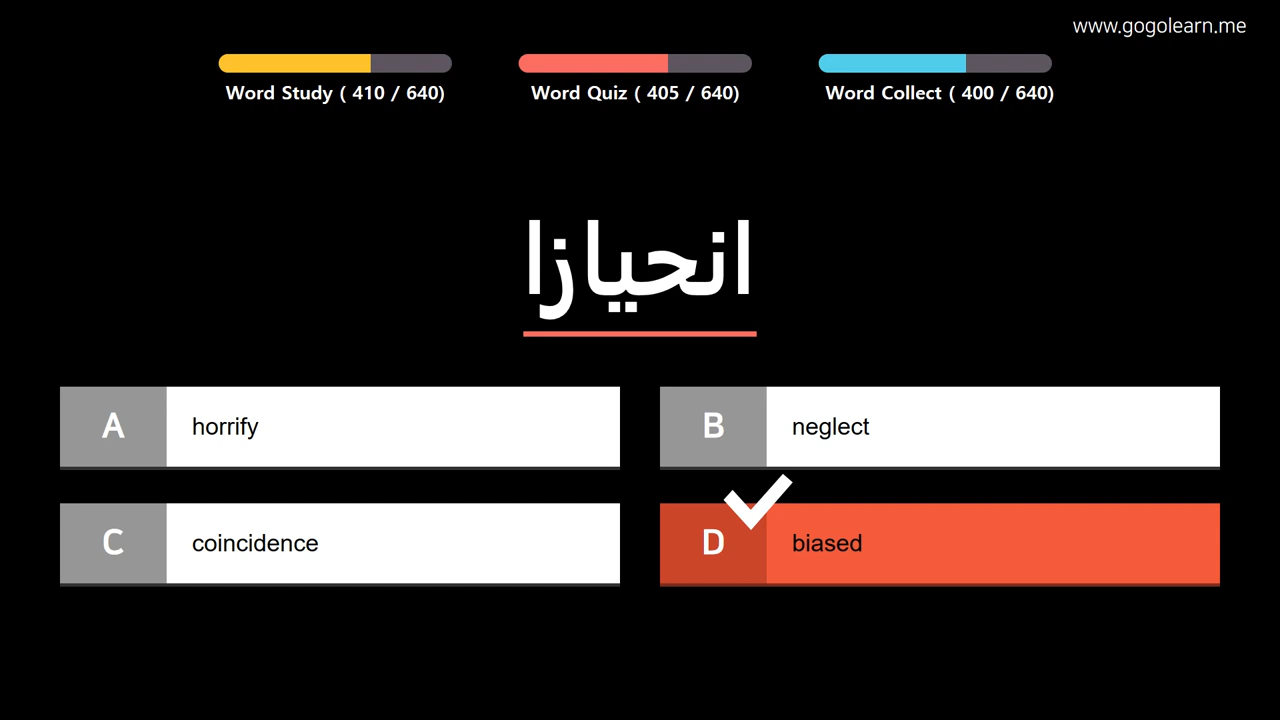 www.gogolearn.me
Word Study ( 410 / 640)
Word Quiz ( 405 / 640)
Word Collect ( 400 / 640)
انحيازا
A horrify
B neglect
C coincidence
D biased